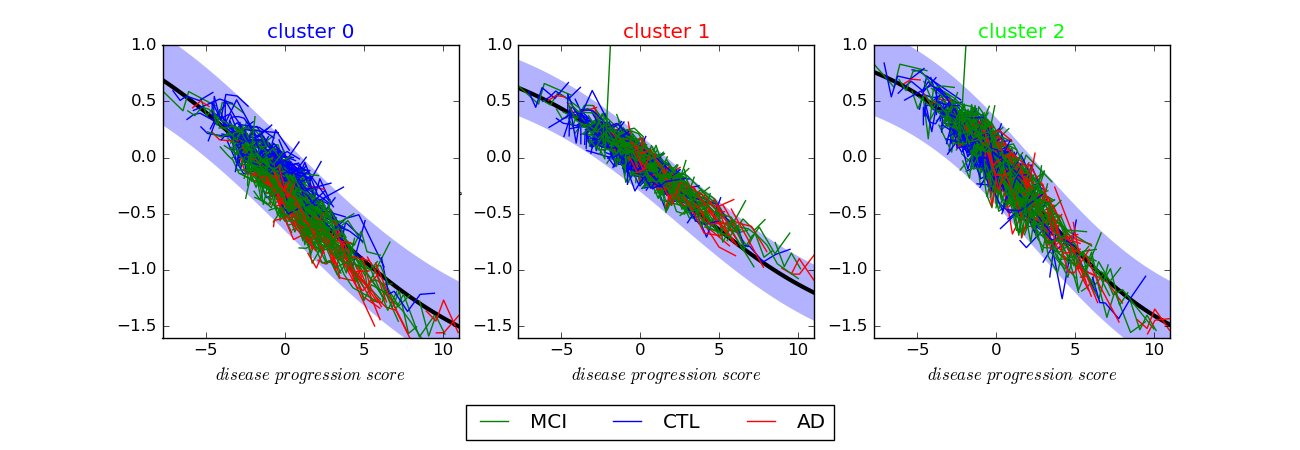 cluster 0 cluster 1 cluster 2
1.0 1.0 1.0
0.5 0.5 0.5
0.0 0.0 0.0
−0.5 −0.5 −0.5
−1.0 −1.0 −1.0
−1.5 −1.5 −1.5
−5 0 5 10 −5 0 5 10 −5 0 5 10
disease progression score disease progression score disease progression score
MCI CTL AD